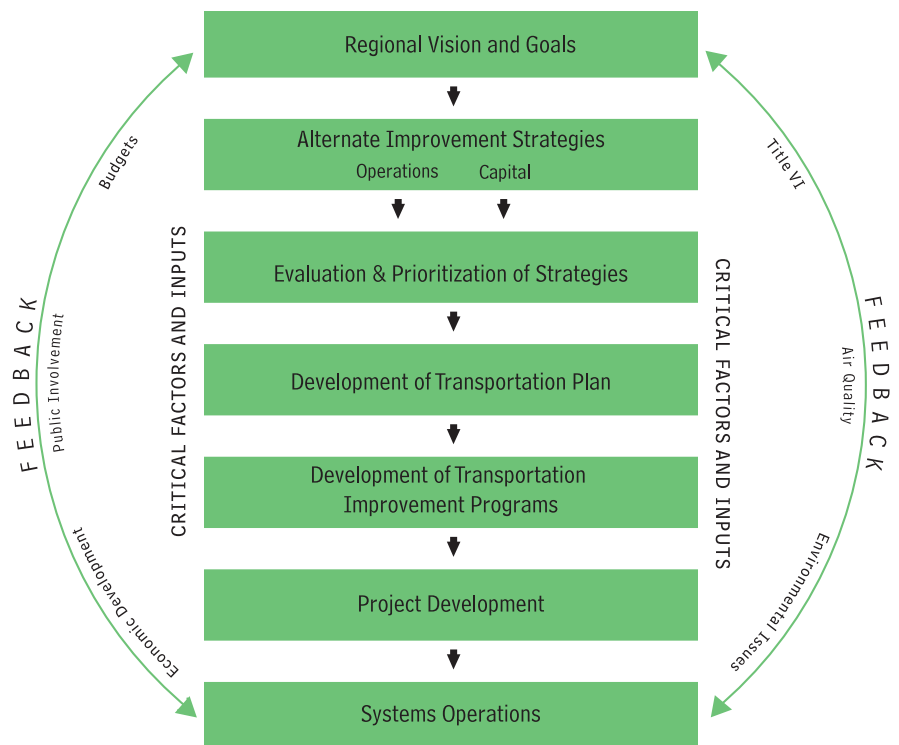 Regional Vision and Goals
Alternate Improvement Strategies
Operations Capital
Evaluation & Prioritization of Strategies
Development of Transportation Plan
Development of Transportation
Improvement Programs
Project Development
Systems Operations
FEEDBACK
Budgets
Public Involvement
Economic Development
CRITICAL FACTORS AND INPUTS
CRITICAL FACTORS AND INPUTS
Title VI
Air Quality
Environmental Issues
FEEDBACK